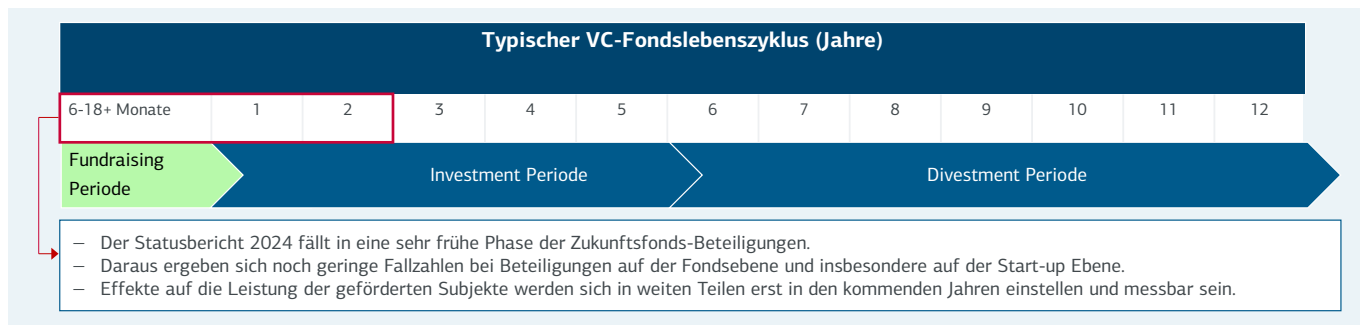 Typischer VC-Fondslebenszyklus (Jahre)
6-18+ Monate 1 2 3 4 5 6 7 8 9 10 11 12
Fundraising
Periode
Investment Periode
Divestment Periode
– Der Statusbericht 2024 fällt in eine sehr frühe Phase der Zukunftsfonds-Beteiligungen.
– Daraus ergeben sich noch geringe Fallzahlen bei Beteiligungen auf der Fondsebene und insbesondere auf der Start-up Ebene.
– Effekte auf die Leistung der geförderten Subjekte werden sich in weiten Teilen erst in den kommenden Jahren einstellen und messbar sein.